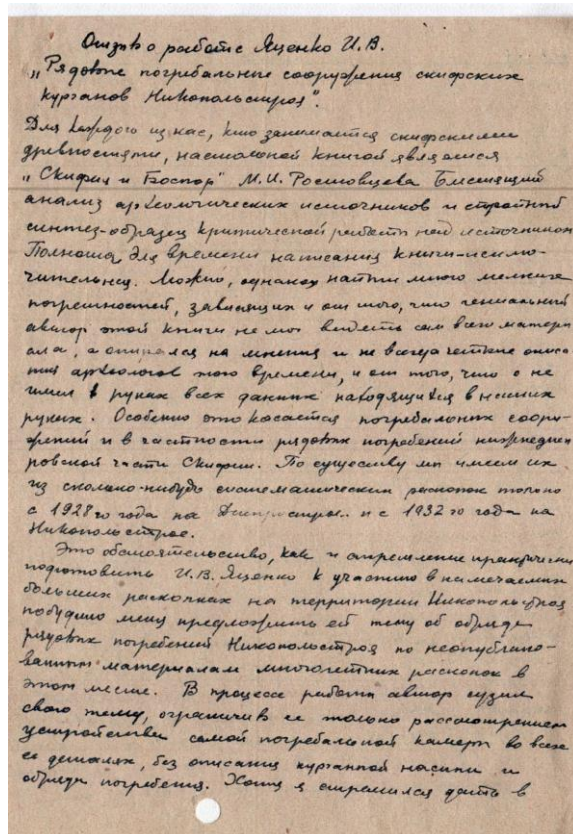 Отзыв о работе Яценко И.В.
„Рядовые погребальные сооружения скифских
курганов Никопольстроя".
Для каждого из нас, кто занимается скифскими
древностями, настольной книгой является
„Скифия и Боспор" М.И. Ростовцева Блестящий
анализ археологических источников и стройный
синтез-образец критической работы над источником
Полнота для времени написания книги-исклю-
чительна. Можно, однако найти много мелких
погрешностей, зависящих и от того, что гениальный
автор этой книги не мог видеть сам всего матери
ала, а опирался на мнения и не всегда четкие описа
ния археологов того времени, и от того, что о не
имел в руках всех данных находящихся в наших
руках. Особенно это касается погребальных соору-
жений и в частности рядовых погребений нижнеднеп
ровской части Скифии. По существу мы имеем их
из сколько-нибудь систематических раскопок только
с 1928го года на Днепрострое и с 1932 го года на
Никопольстрое.
Это обстоятельство, как и стремление практически
подготовить И.В. Яценко к участию в намечаемых
больших раскопках на территории Никопольстроя
побудило меня предложить ей тему об обряде
рядовых погребений Никопольстроя по неопублико-
ванным материалам многолетних раскопок в
этом месте. В процессе работы автор сузил
свою тему, ограничив ее только рассмотрением
устройства самой погребальной камеры во всех
ее деталях, без описания курганной насыпи и
обряда погребения. Хотя я стремился дать в